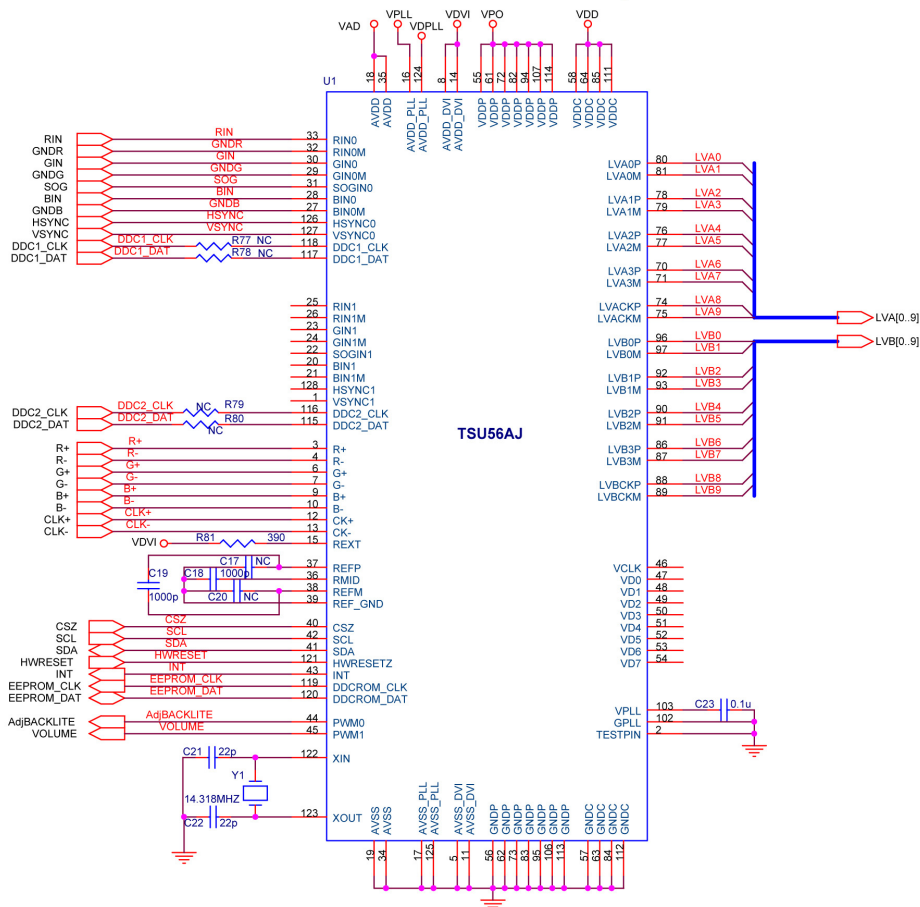 VAD
VPLL
VDPLL
VDVI
VPO
VDD
18 35 16 124 8 14 55 61 72 82 94 107 114 58 64 85 111
AVDD AVDD AVDD_PLL AVDD_PLL AVDD_DVI AVDD_DVI VDDP VDDP VDDP VDDP VDDP VDDP VDDP VDDC VDDC VDDC VDDC
U1
RIN RIN 33 RIN0
GNDR GNDR 32 RIN0M
GIN GIN 30 GIN0
GNDG GNDG 29 GIN0M
SOG SOG 31 SOGIN0
BIN BIN 28 BIN0
GNDB GNDB 27 BIN0M
HSYNC HSYNC 126 HSYNC0
VSYNC VSYNC 127 VSYNC0
DDC1_CLK DDC1_CLK R77 NC 118 DDC1_CLK
DDC1_DAT DDC1_DAT R78 NC 117 DDC1_DAT
25 RIN1
26 RIN1M
23 GIN1
24 GIN1M
22 SOGIN1
20 BIN1
21 BIN1M
128 HSYNC1
1 VSYNC1
DDC2_CLK DDC2_CLK NC R79 116 DDC2_CLK
DDC2_DAT DDC2_DAT NC R80 115 DDC2_DAT
R+ R+ 3 R+
R- R- 4 R-
G+ G+ 6 G+
G- G- 7 G-
B+ B+ 9 B+
B- B- 10 B-
CLK+ CLK+ 12 CK+
CLK- CLK- 13 CK-
VDVI R81 390 15 REXT
C17 NC 37 REFP
C19 1000p C18 1000p 36 RMID
C20 NC 38 REFM
39 REF_GND
CSZ CSZ 40 CSZ
SCL SCL 42 SCL
SDA SDA 41 SDA
HWRESET HWRESET 121 HWRESETZ
INT INT 43 INT
EEPROM_CLK EEPROM_CLK 119 DDCROM_CLK
EEPROM_DAT EEPROM_DAT 120 DDCROM_DAT
AdjBACKLITE AdjBACKLITE 44 PWM0
VOLUME VOLUME 45 PWM1
C21 22p 122 XIN
Y1
14.318MHZ
C22 22p 123 XOUT
TSU56AJ
LVA0P 80 LVA0
LVA0M 81 LVA1
LVA1P 78 LVA2
LVA1M 79 LVA3
LVA2P 76 LVA4
LVA2M 77 LVA5
LVA3P 70 LVA6
LVA3M 71 LVA7
LVACKP 74 LVA8
LVACKM 75 LVA9
LVA[0..9]
LVB[0..9]
LVB0P 96 LVB0
LVB0M 97 LVB1
LVB1P 92 LVB2
LVB1M 93 LVB3
LVB2P 90 LVB4
LVB2M 91 LVB5
LVB3P 86 LVB6
LVB3M 87 LVB7
LVBCKP 88 LVB8
LVBCKM 89 LVB9
VCLK 46
VD0 47
VD1 48
VD2 49
VD3 50
VD4 51
VD5 52
VD6 53
VD7 54
VPLL 103 C23 0.1u
GPLL 102
TESTPIN 2
AVSS AVSS AVSS_PLL AVSS_PLL AVSS_DVI AVSS_DVI GNDP GNDP GNDP GNDP GNDP GNDP GNDP GNDC GNDC GNDC GNDC
19 34 17 125 5 11 56 62 73 83 95 106 113 57 63 84 112